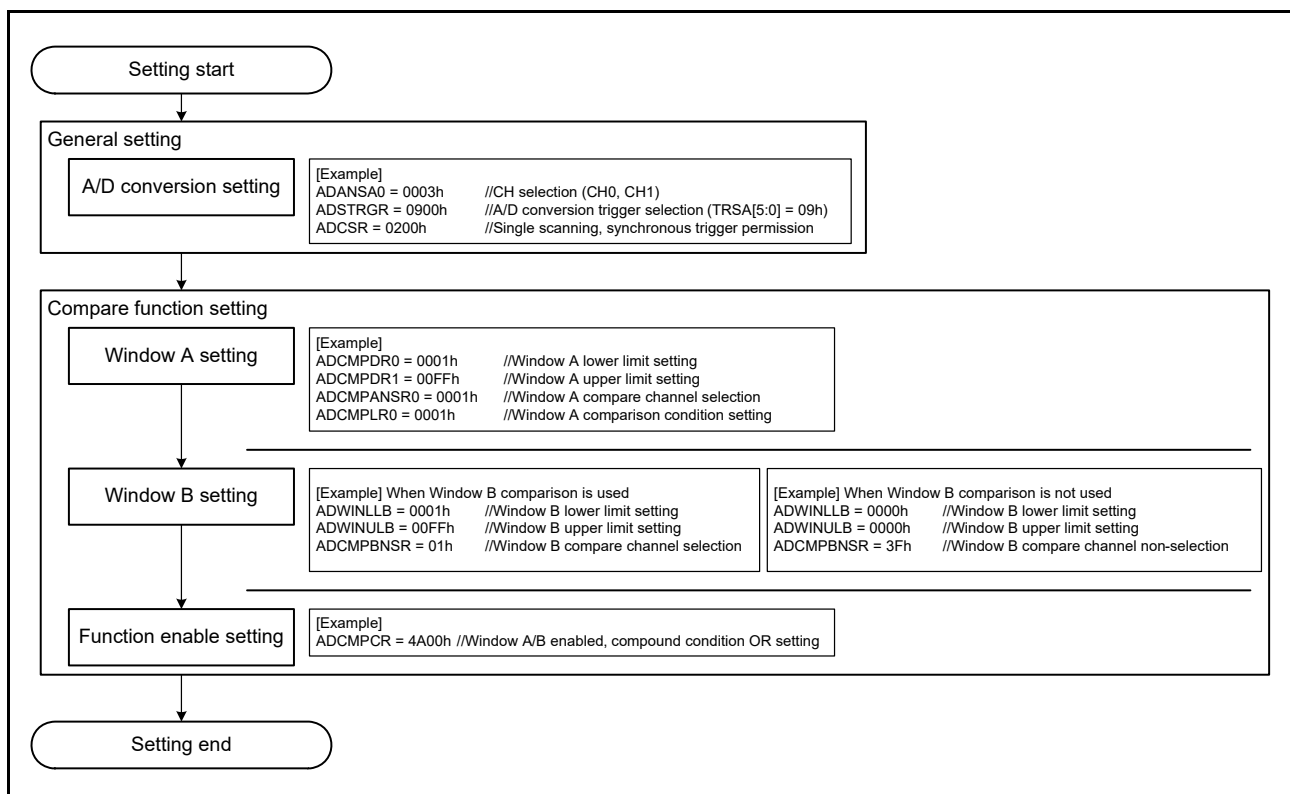 Setting start
General setting
A/D conversion setting
[Example]
ADANSA0 = 0003h //CH selection (CH0, CH1)
ADSTRGR = 0900h //A/D conversion trigger selection (TRSA[5:0] = 09h)
ADCSR = 0200h //Single scanning, synchronous trigger permission
Compare function setting
Window A setting
[Example]
ADCMPDR0 = 0001h //Window A lower limit setting
ADCMPDR1 = 00FFh //Window A upper limit setting
ADCMPANSR0 = 0001h //Window A compare channel selection
ADCMPLR0 = 0001h //Window A comparison condition setting
Window B setting
[Example] When Window B comparison is used
ADWINLLB = 0001h //Window B lower limit setting
ADWINULB = 00FFh //Window B upper limit setting
ADCMPBNSR = 01h //Window B compare channel selection
[Example] When Window B comparison is not used
ADWINLLB = 0000h //Window B lower limit setting
ADWINULB = 0000h //Window B upper limit setting
ADCMPBNSR = 3Fh //Window B compare channel non-selection
Function enable setting
[Example]
ADCMPCR = 4A00h //Window A/B enabled, compound condition OR setting
Setting end